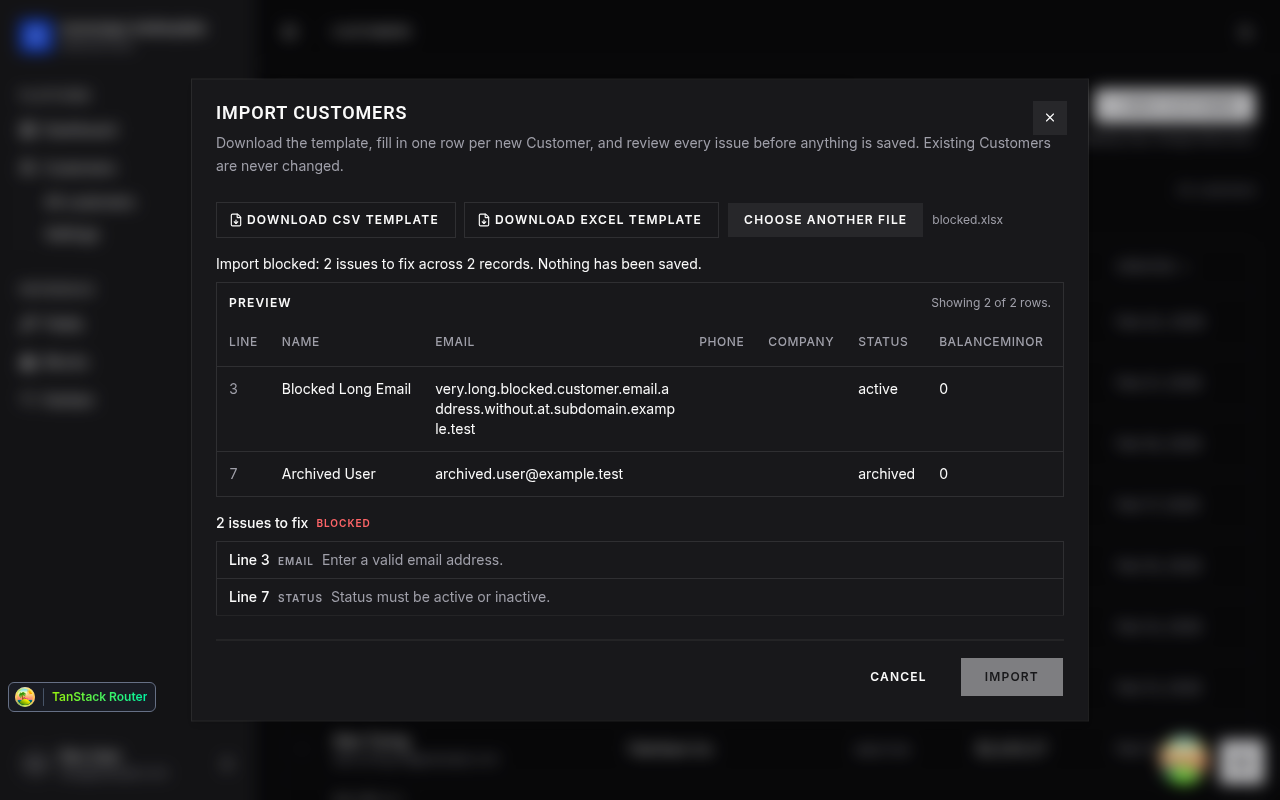 IMPORT CUSTOMERS
Download the template, fill in one row per new Customer, and review every issue before anything is saved. Existing Customers
are never changed.
DOWNLOAD CSV TEMPLATE DOWNLOAD EXCEL TEMPLATE CHOOSE ANOTHER FILE blocked.xlsx
Import blocked: 2 issues to fix across 2 records. Nothing has been saved.
PREVIEW Showing 2 of 2 rows.
LINE NAME EMAIL PHONE COMPANY STATUS BALANCEMINOR
3 Blocked Long Email very.long.blocked.customer.email.a active 0
ddress.without.at.subdomain.examp
le.test
7 Archived User archived.user@example.test archived 0
2 issues to fix BLOCKED
Line 3 EMAIL Enter a valid email address.
Line 7 STATUS Status must be active or inactive.
CANCEL IMPORT
TanStack Router